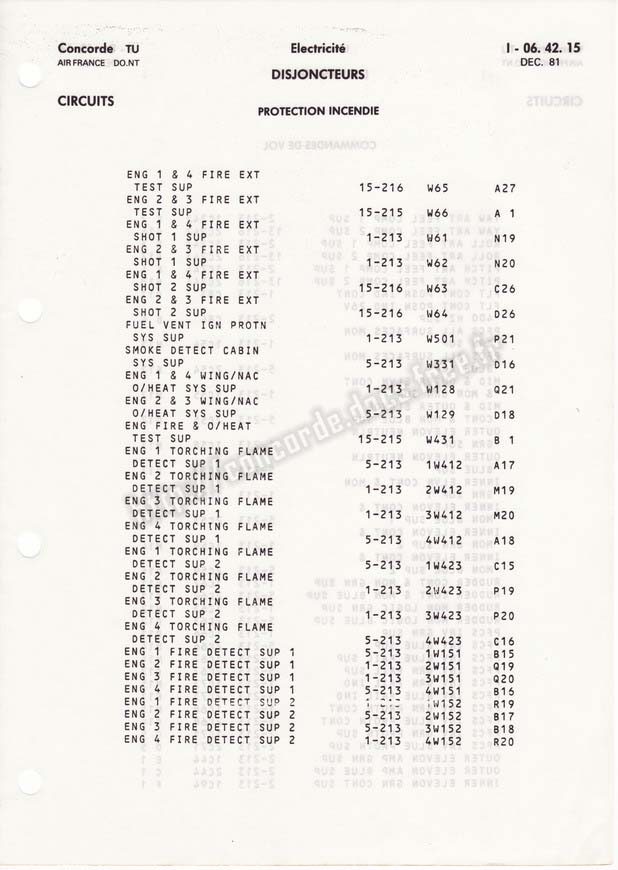 Concorde TU Electricité I - 06. 42. 15
AIR FRANCE DO.NT DISJONCTEURS DEC. 81
CIRCUITS PROTECTION INCENDIE
ENG 1 & 4 FIRE EXT
TEST SUP 15-216 W65 A27
ENG 2 & 3 FIRE EXT
TEST SUP 15-215 W66 A 1
ENG 1 & 4 FIRE EXT
SHOT 1 SUP 1-213 W61 N19
ENG 2 & 3 FIRE EXT
SHOT 1 SUP 1-213 W62 N20
ENG 1 & 4 FIRE EXT
SHOT 2 SUP 15-216 W63 C26
ENG 2 & 3 FIRE EXT
SHOT 2 SUP 15-216 W64 D26
FUEL VENT IGN PROTN
SYS SUP 1-213 W501 P21
SMOKE DETECT CABIN
SYS SUP 5-213 W331 D16
ENG 1 & 4 WING/NAC
O/HEAT SYS SUP 1-213 W128 Q21
ENG 2 & 3 WING/NAC
O/HEAT SYS SUP 5-213 W129 D18
ENG FIRE & O/HEAT
TEST SUP 15-215 W431 B 1
ENG 1 TORCHING FLAME
DETECT SUP 1 5-213 1W412 A17
ENG 2 TORCHING FLAME
DETECT SUP 1 1-213 2W412 M19
ENG 3 TORCHING FLAME
DETECT SUP 1 1-213 3W412 M20
ENG 4 TORCHING FLAME
DETECT SUP 1 5-213 4W412 A18
ENG 1 TORCHING FLAME
DETECT SUP 2 5-213 1W423 C15
ENG 2 TORCHING FLAME
DETECT SUP 2 1-213 2W423 P19
ENG 3 TORCHING FLAME
DETECT SUP 2 1-213 3W423 P20
ENG 4 TORCHING FLAME
DETECT SUP 2 5-213 4W423 C16
ENG 1 FIRE DETECT SUP 1 5-213 1W151 B15
ENG 2 FIRE DETECT SUP 1 1-213 2W151 Q19
ENG 3 FIRE DETECT SUP 1 1-213 3W151 Q20
ENG 4 FIRE DETECT SUP 1 5-213 4W151 B16
ENG 1 FIRE DETECT SUP 2 1W152 R19
ENG 2 FIRE DETECT SUP 2 5-213 2W152 B17
ENG 3 FIRE DETECT SUP 2 5-213 3W152 B18
ENG 4 FIRE DETECT SUP 2 1-213 4W152 R20